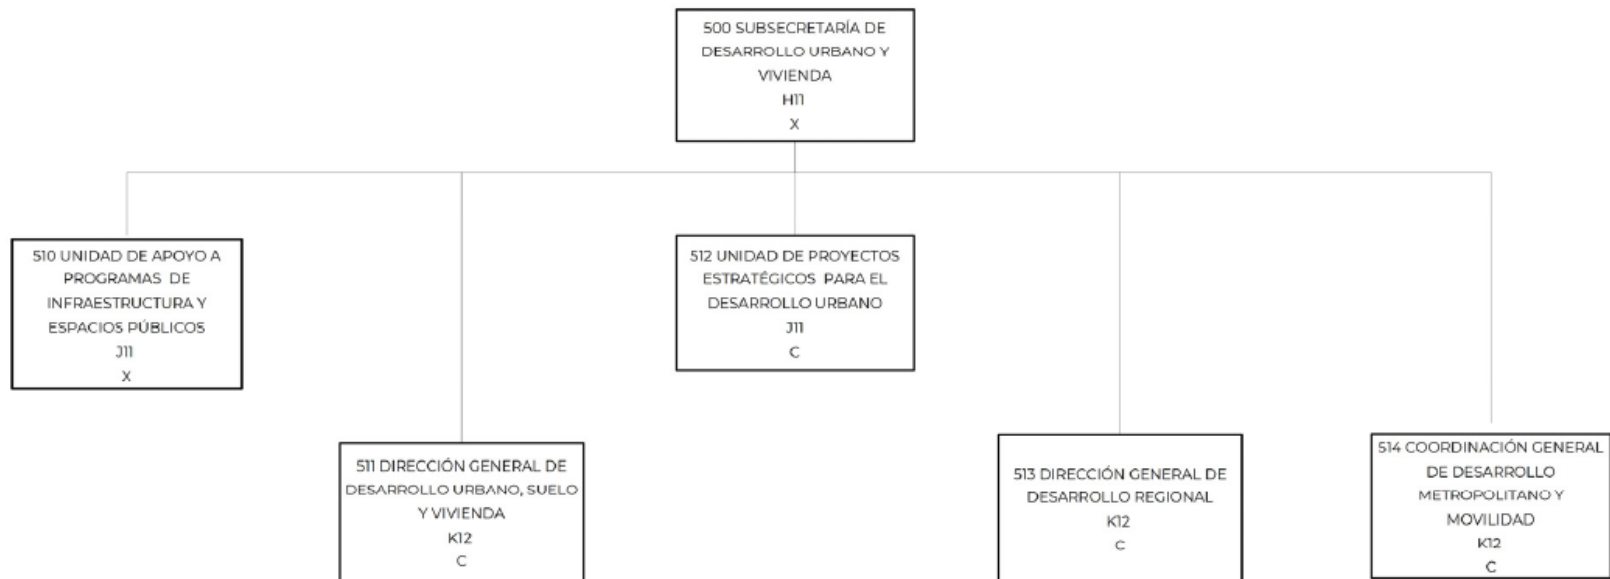 500 SUBSECRETARÍA DE
DESARROLLO URBANO Y
VIVIENDA
H11
X
510 UNIDAD DE APOYO A
PROGRAMAS DE
INFRAESTRUCTURA Y
ESPACIOS PÚBLICOS
J11
X
512 UNIDAD DE PROYECTOS
ESTRATÉGICOS PARA EL
DESARROLLO URBANO
J11
C
511 DIRECCIÓN GENERAL DE
DESARROLLO URBANO, SUELO
Y VIVIENDA
K12
C
513 DIRECCIÓN GENERAL DE
DESARROLLO REGIONAL
K12
C
514 COORDINACIÓN GENERAL
DE DESARROLLO
METROPOLITANO Y
MOVILIDAD
K12
C